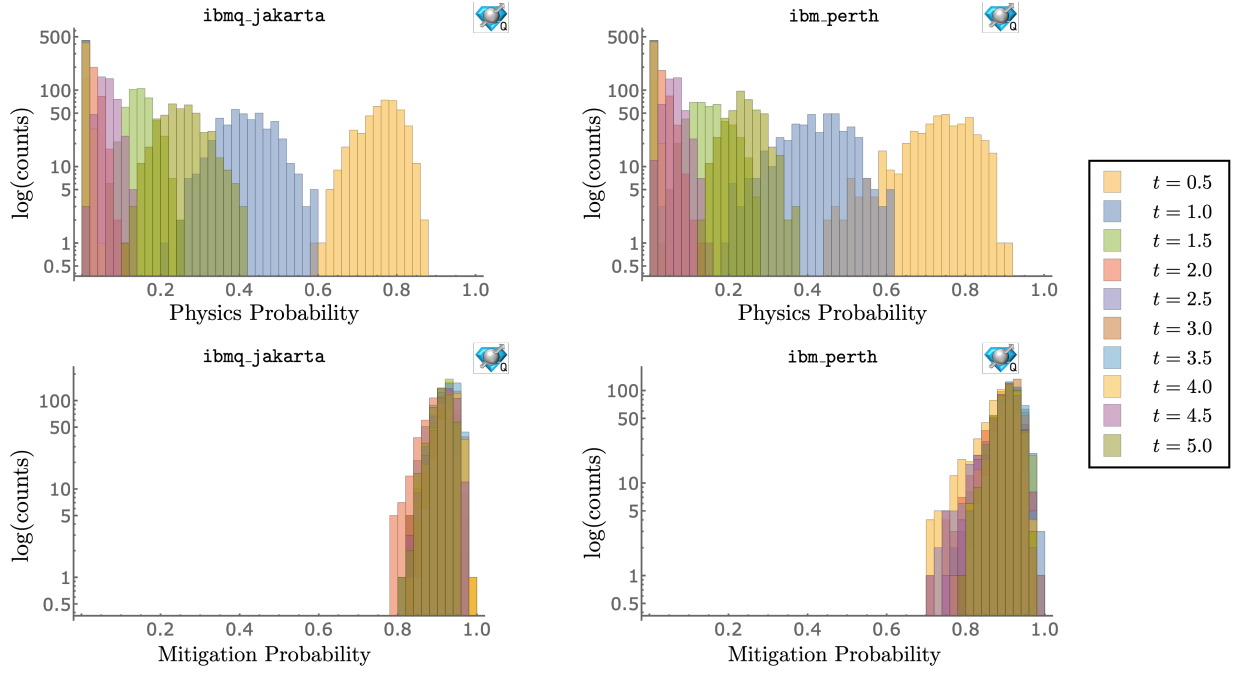 ibmq_jakarta
Q
500
100
50
10
5
1
0.5
log(counts)
0.2 0.4 0.6 0.8 1.0
Physics Probability
ibm_perth
Q
500
100
50
10
5
1
0.5
log(counts)
0.2 0.4 0.6 0.8 1.0
Physics Probability
ibmq_jakarta
Q
100
50
10
5
1
0.5
log(counts)
0.2 0.4 0.6 0.8 1.0
Mitigation Probability
ibm_perth
Q
100
50
10
5
1
0.5
log(counts)
0.2 0.4 0.6 0.8 1.0
Mitigation Probability
t = 0.5
t = 1.0
t = 1.5
t = 2.0
t = 2.5
t = 3.0
t = 3.5
t = 4.0
t = 4.5
t = 5.0